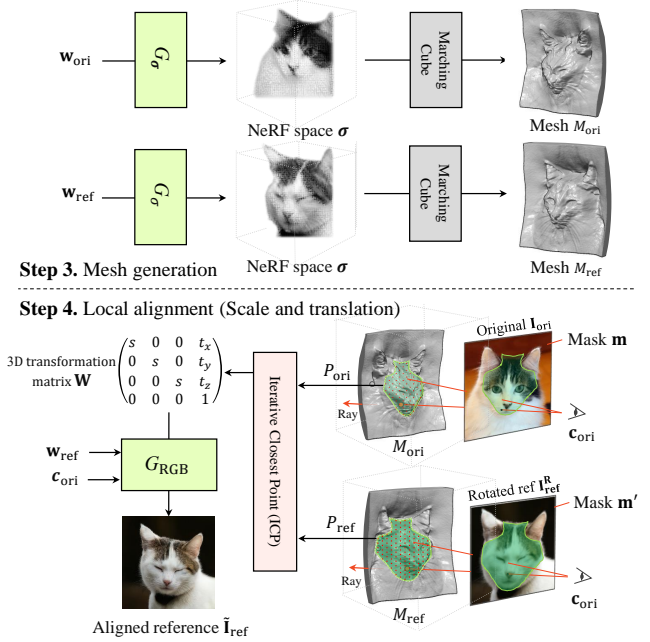 w_ori
G_σ
NeRF space σ
Marching
Cube
Mesh M_ori
w_ref
G_σ
NeRF space σ
Marching
Cube
Mesh M_ref
Step 3. Mesh generation
Step 4. Local alignment (Scale and translation)
3D transformation
matrix W
s 0 0 t_x
0 s 0 t_y
0 0 s t_z
0 0 0 1
Iterative Closest Point (ICP)
P_ori
Ray
M_ori
Original I_ori
Mask m
c_ori
w_ref
c_ori
G_RGB
P_ref
Ray
M_ref
Rotated ref I^R_ref
Mask m′
c_ori
Aligned reference Ĩ_ref